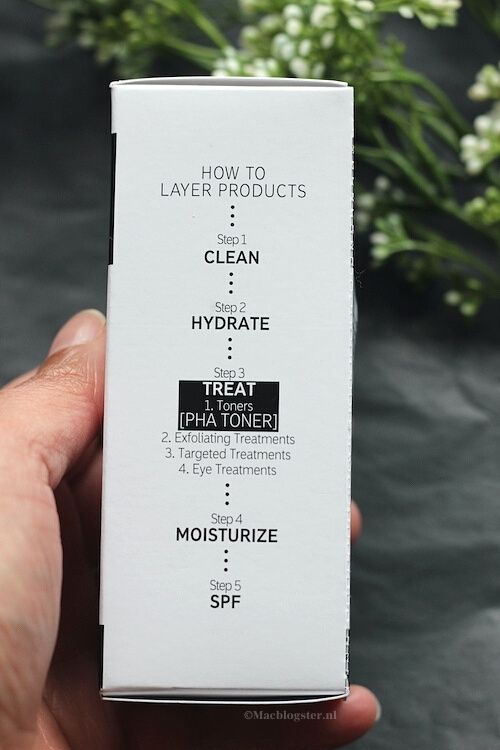 HOW TO
LAYER PRODUCTS
Step 1
CLEAN
Step 2
HYDRATE
Step 3
TREAT
1. Toners
[PHA TONER]
2. Exfoliating Treatments
3. Targeted Treatments
4. Eye Treatments
Step 4
MOISTURIZE
Step 5
SPF
©Macblogster.nl